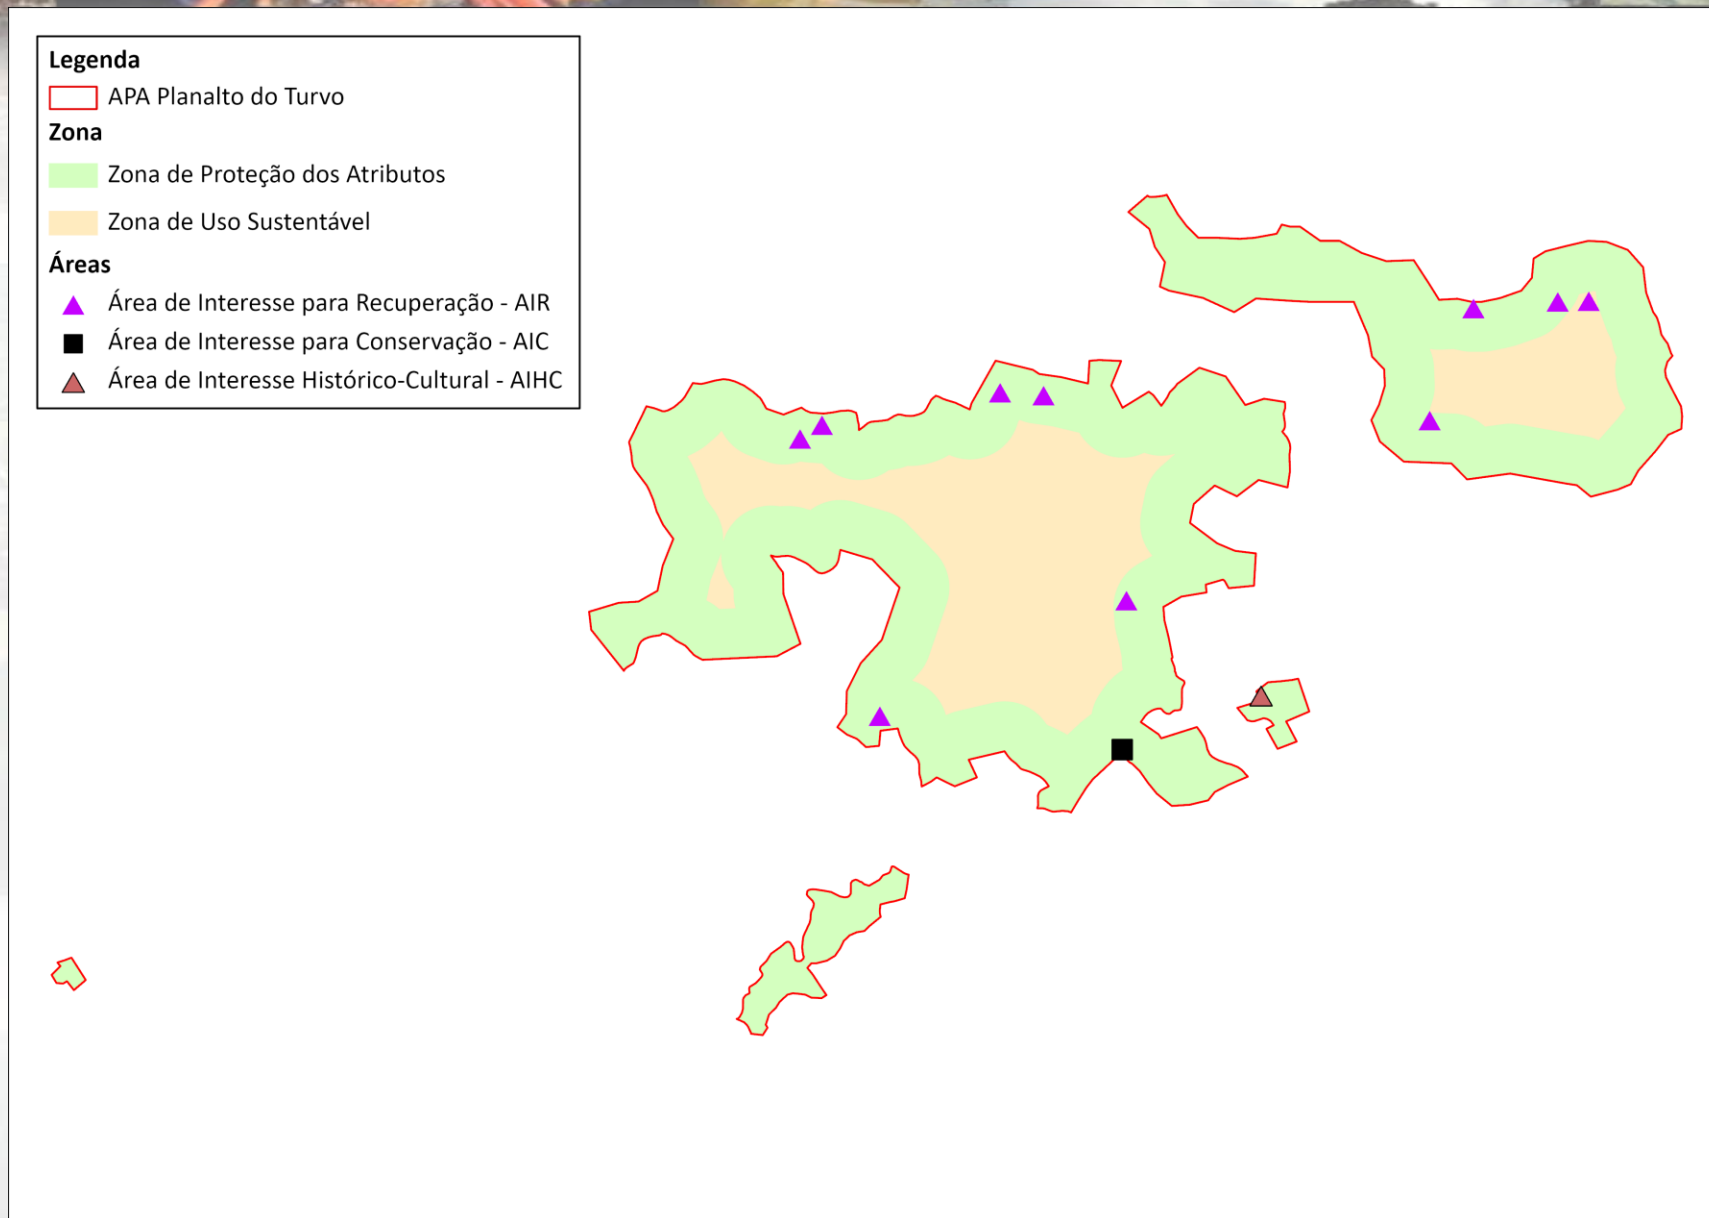 Legenda
APA Planalto do Turvo
Zona
Zona de Proteção dos Atributos
Zona de Uso Sustentável
Áreas
Área de Interesse para Recuperação - AIR
Área de Interesse para Conservação - AIC
Área de Interesse Histórico-Cultural - AIHC